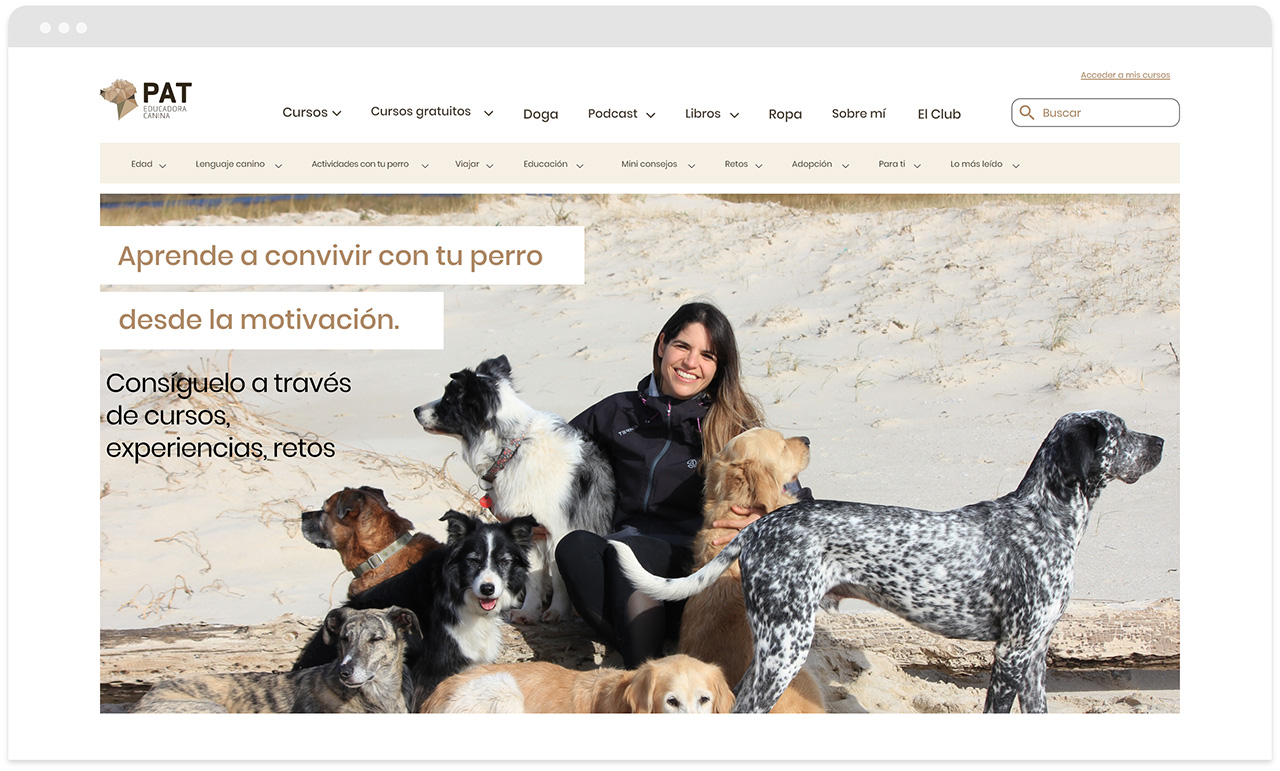 Acceder a mis cursos
PAT
EDUCADORA
CANINA
Cursos
Cursos gratuitos
Doga
Podcast
Libros
Ropa
Sobre mí
El Club
Buscar
Edad
Lenguaje canino
Actividades con tu perro
Viajar
Educación
Mini consejos
Retos
Adopción
Para ti
Lo más leído
Aprende a convivir con tu perro
desde la motivación.
Consíguelo a través
de cursos,
experiencias, retos